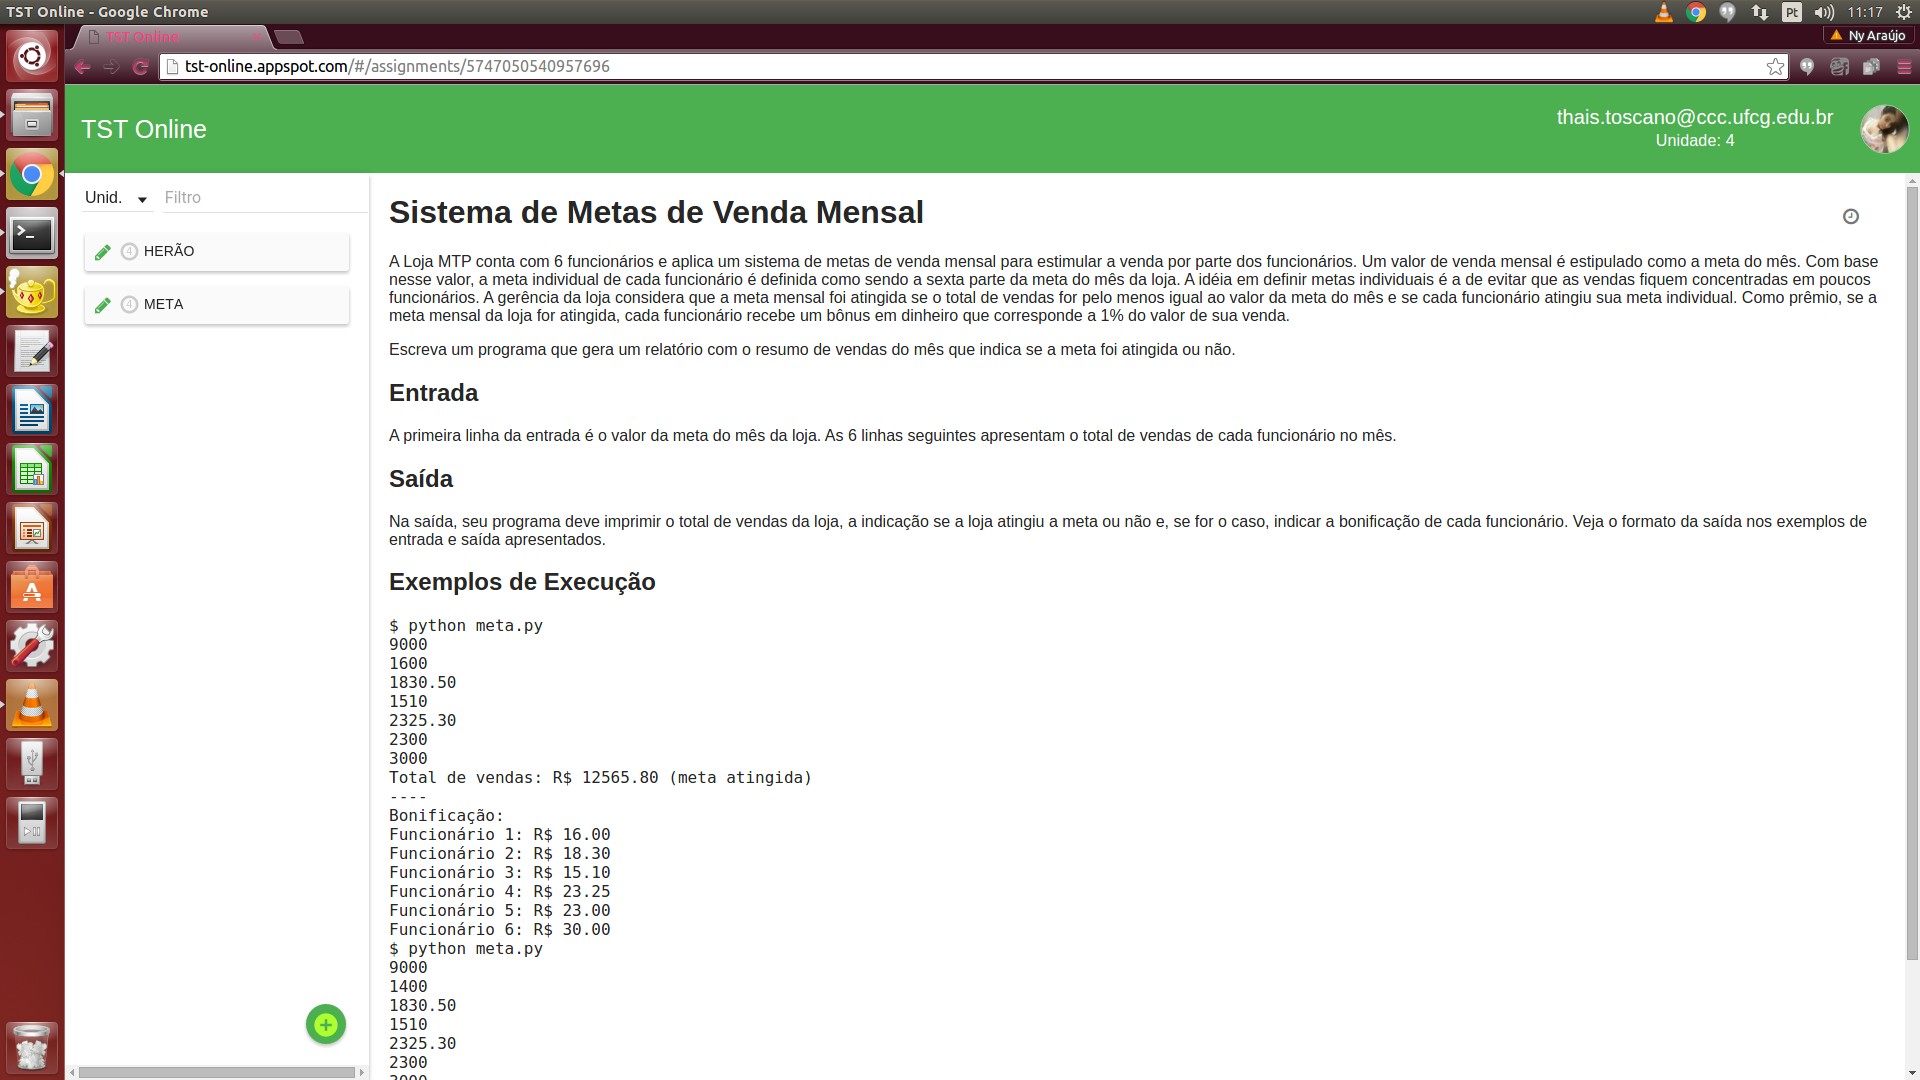 TST Online - Google Chrome
Pt
11:17
TST Online
Ny Araújo
tst-online.appspot.com/#/assignments/5747050540957696
TST Online
thais.toscano@ccc.ufcg.edu.br
Unidade: 4
Unid.
Filtro
4 HERÃO
4 META
Sistema de Metas de Venda Mensal
A Loja MTP conta com 6 funcionários e aplica um sistema de metas de venda mensal para estimular a venda por parte dos funcionários. Um valor de venda mensal é estipulado como a meta do mês. Com base
nesse valor, a meta individual de cada funcionário é definida como sendo a sexta parte da meta do mês da loja. A idéia em definir metas individuais é a de evitar que as vendas fiquem concentradas em poucos
funcionários. A gerência da loja considera que a meta mensal foi atingida se o total de vendas for pelo menos igual ao valor da meta do mês e se cada funcionário atingiu sua meta individual. Como prêmio, se a
meta mensal da loja for atingida, cada funcionário recebe um bônus em dinheiro que corresponde a 1% do valor de sua venda.
Escreva um programa que gera um relatório com o resumo de vendas do mês que indica se a meta foi atingida ou não.
Entrada
A primeira linha da entrada é o valor da meta do mês da loja. As 6 linhas seguintes apresentam o total de vendas de cada funcionário no mês.
Saída
Na saída, seu programa deve imprimir o total de vendas da loja, a indicação se a loja atingiu a meta ou não e, se for o caso, indicar a bonificação de cada funcionário. Veja o formato da saída nos exemplos de
entrada e saída apresentados.
Exemplos de Execução
$ python meta.py
9000
1600
1830.50
1510
2325.30
2300
3000
Total de vendas: R$ 12565.80 (meta atingida)
----
Bonificação:
Funcionário 1: R$ 16.00
Funcionário 2: R$ 18.30
Funcionário 3: R$ 15.10
Funcionário 4: R$ 23.25
Funcionário 5: R$ 23.00
Funcionário 6: R$ 30.00
$ python meta.py
9000
1400
1830.50
1510
2325.30
2300
3000